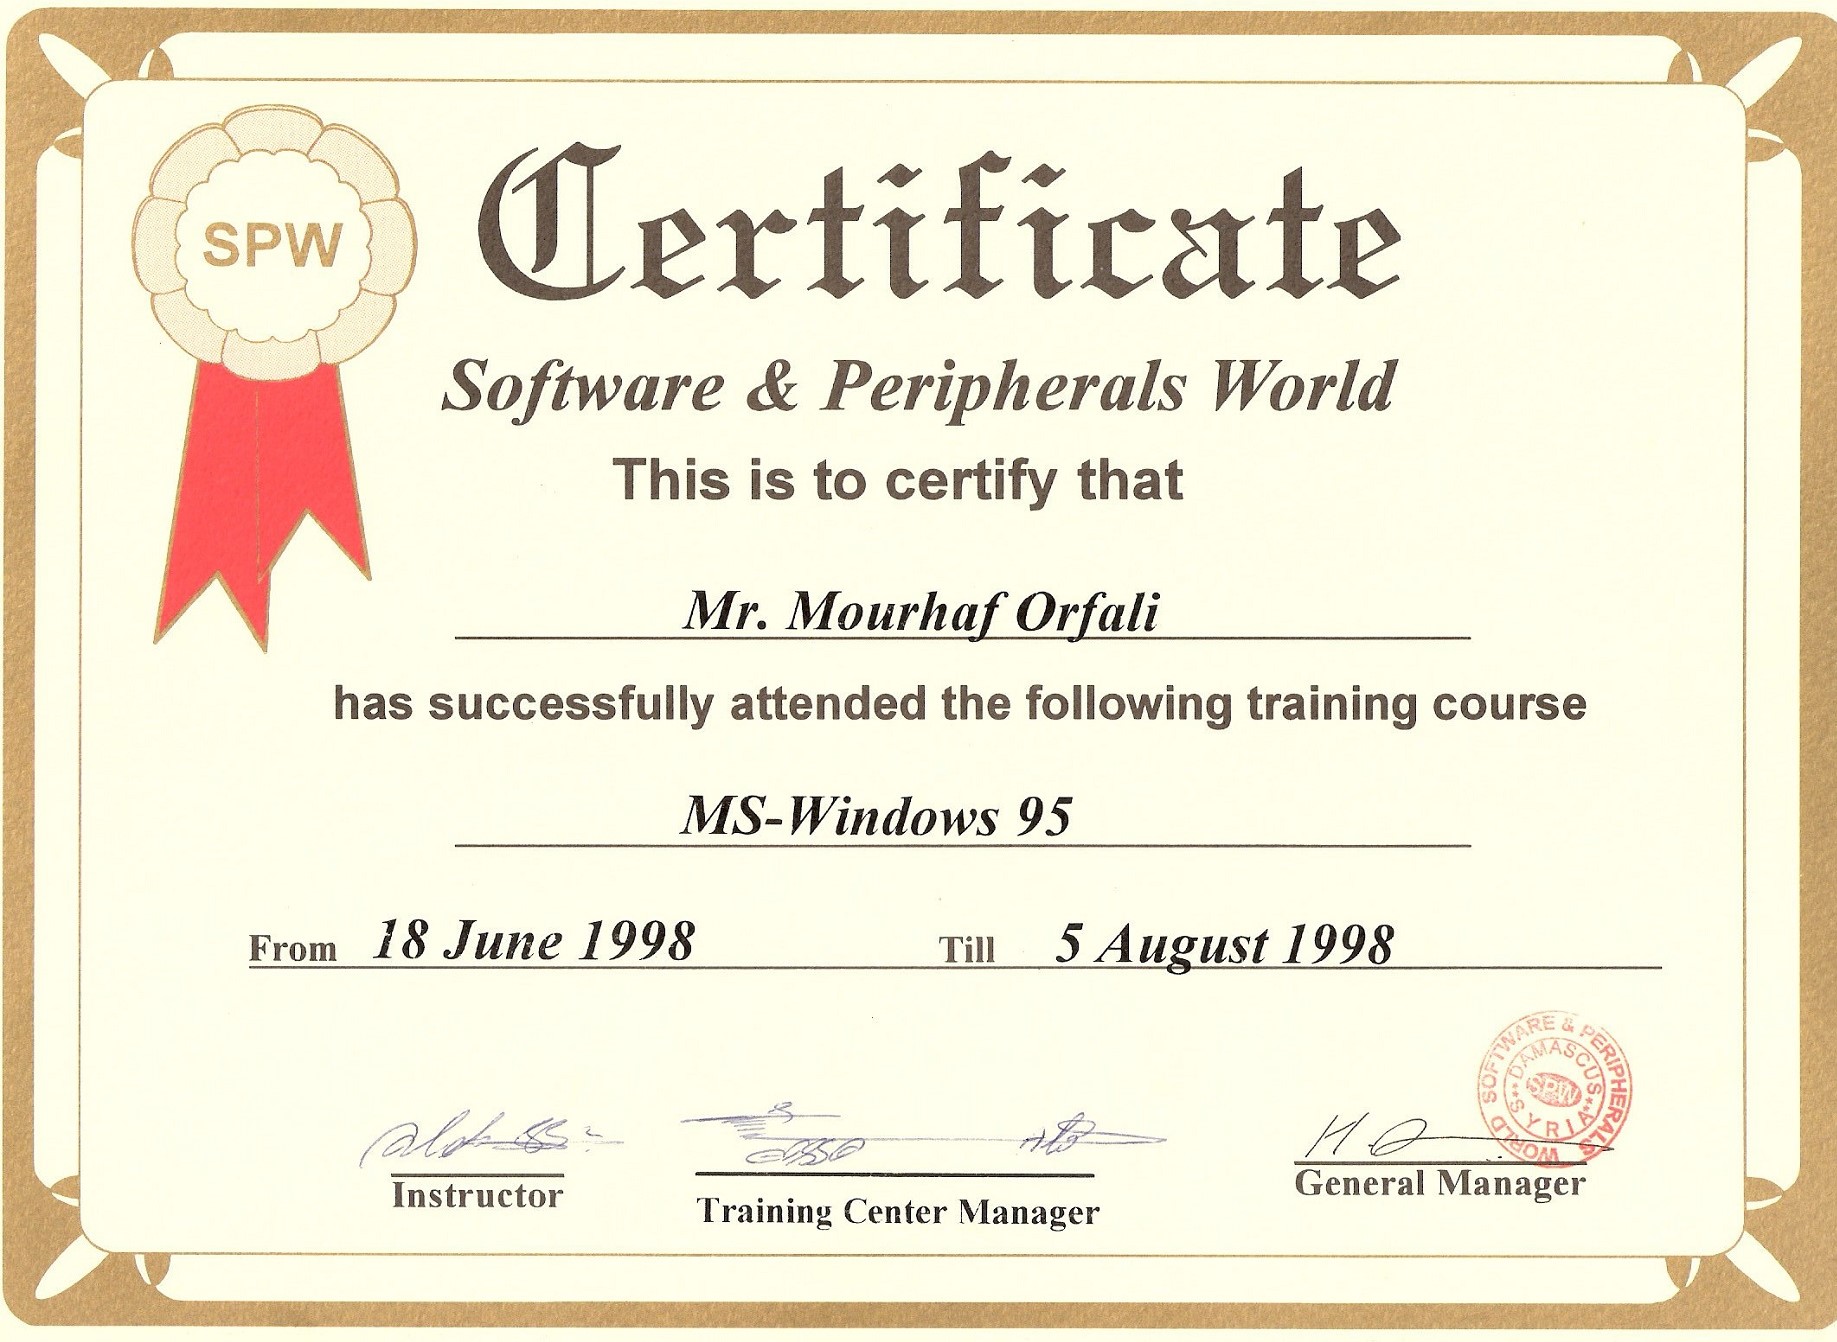 SPW
Certificate
Software & Peripherals World
This is to certify that
Mr. Mourhaf Orfali
has successfully attended the following training course
MS-Windows 95
From 18 June 1998 Till 5 August 1998
SOFTWARE & PERIPHERALS WORLD
DAMASCUS
SPW
**SYRIA**
Instructor
Training Center Manager
General Manager